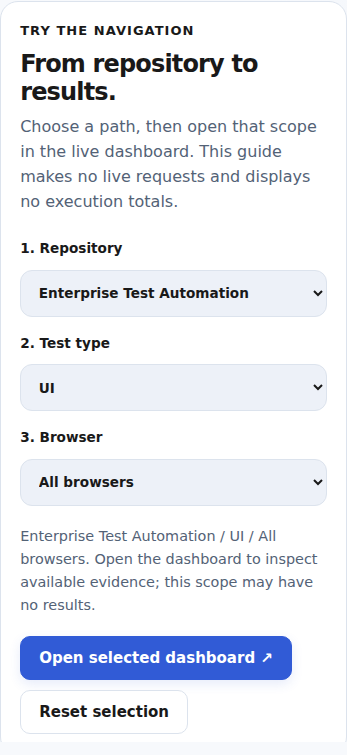 TRY THE NAVIGATION
From repository to
results.
Choose a path, then open that scope
in the live dashboard. This guide
makes no live requests and displays
no execution totals.
1. Repository
Enterprise Test Automation
2. Test type
UI
3. Browser
All browsers
Enterprise Test Automation / UI / All
browsers. Open the dashboard to inspect
available evidence; this scope may have
no results.
Open selected dashboard ↗
Reset selection